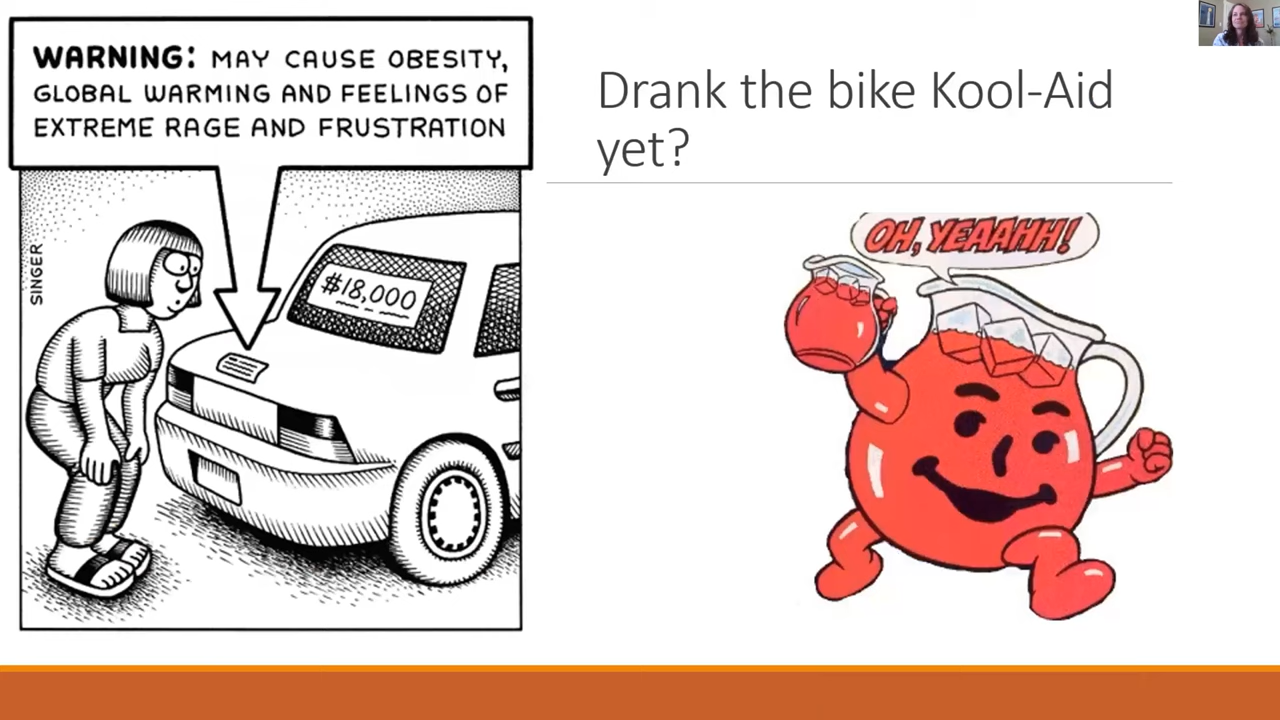 WARNING: MAY CAUSE OBESITY,
GLOBAL WARMING AND FEELINGS OF
EXTREME RAGE AND FRUSTRATION
SINGER
$18,000
Drank the bike Kool-Aid
yet?
OH, YEAAHH!